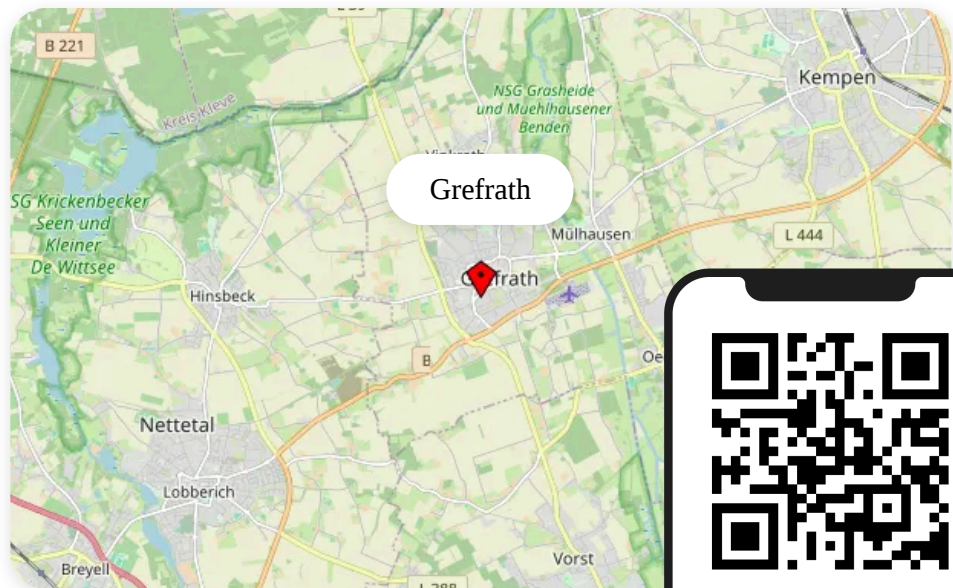 B 221
Kempen
NSG Grasheide
und Muehlhausener
Benden
Kreis Kleve
Grefrath
SG Krickenbecker
Seen und
Kleiner
De Wittsee
Mülhausen
L 444
Grefrath
Hinsbeck
B
Oe
Nettetal
Lobberich
Vorst
Breyell